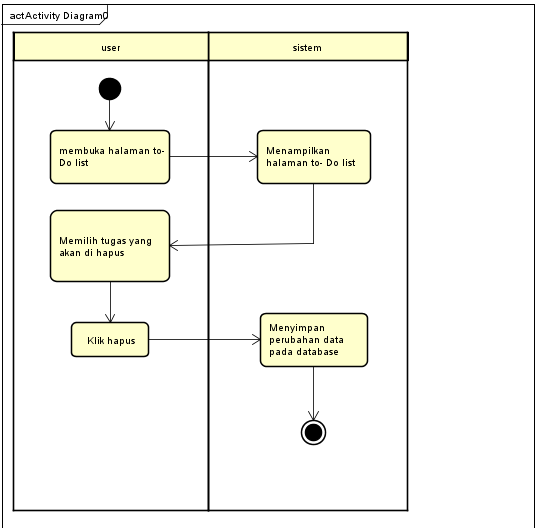 actActivity Diagram0
user
sistem
membuka halaman to-
Do list
Menampilkan
halaman to- Do list
Memilih tugas yang
akan di hapus
Klik hapus
Menyimpan
perubahan data
pada database